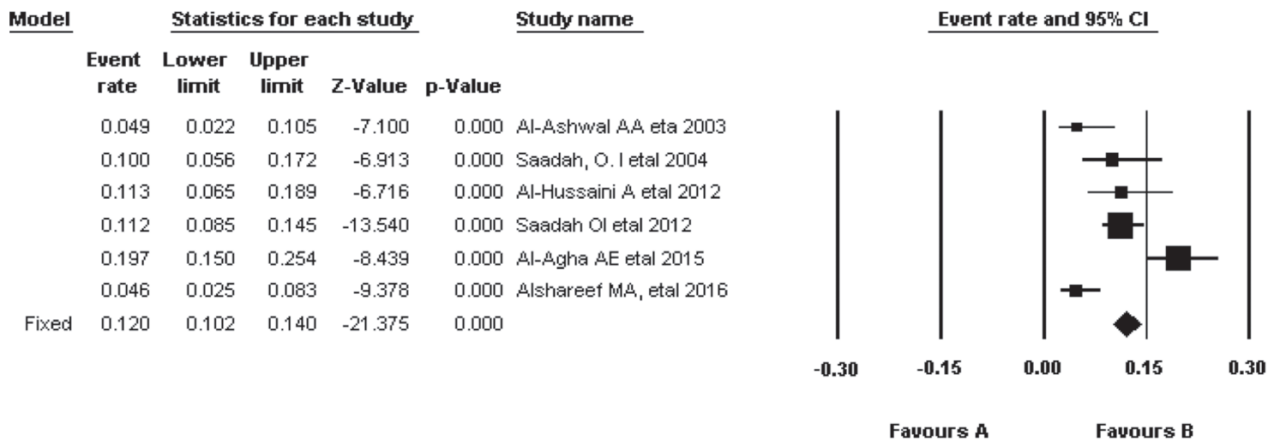 Model Statistics for each study Study name Event rate and 95% CI
Event Lower Upper
rate limit limit Z-Value p-Value
0.049 0.022 0.105 -7.100 0.000 Al-Ashwal AA eta 2003
0.100 0.056 0.172 -6.913 0.000 Saadah, O. I etal 2004
0.113 0.065 0.189 -6.716 0.000 Al-Hussaini A etal 2012
0.112 0.085 0.145 -13.540 0.000 Saadah OI etal 2012
0.197 0.150 0.254 -8.439 0.000 Al-Agha AE etal 2015
0.046 0.025 0.083 -9.378 0.000 Alshareef MA, etal 2016
Fixed 0.120 0.102 0.140 -21.375 0.000
-0.30 -0.15 0.00 0.15 0.30
Favours A Favours B